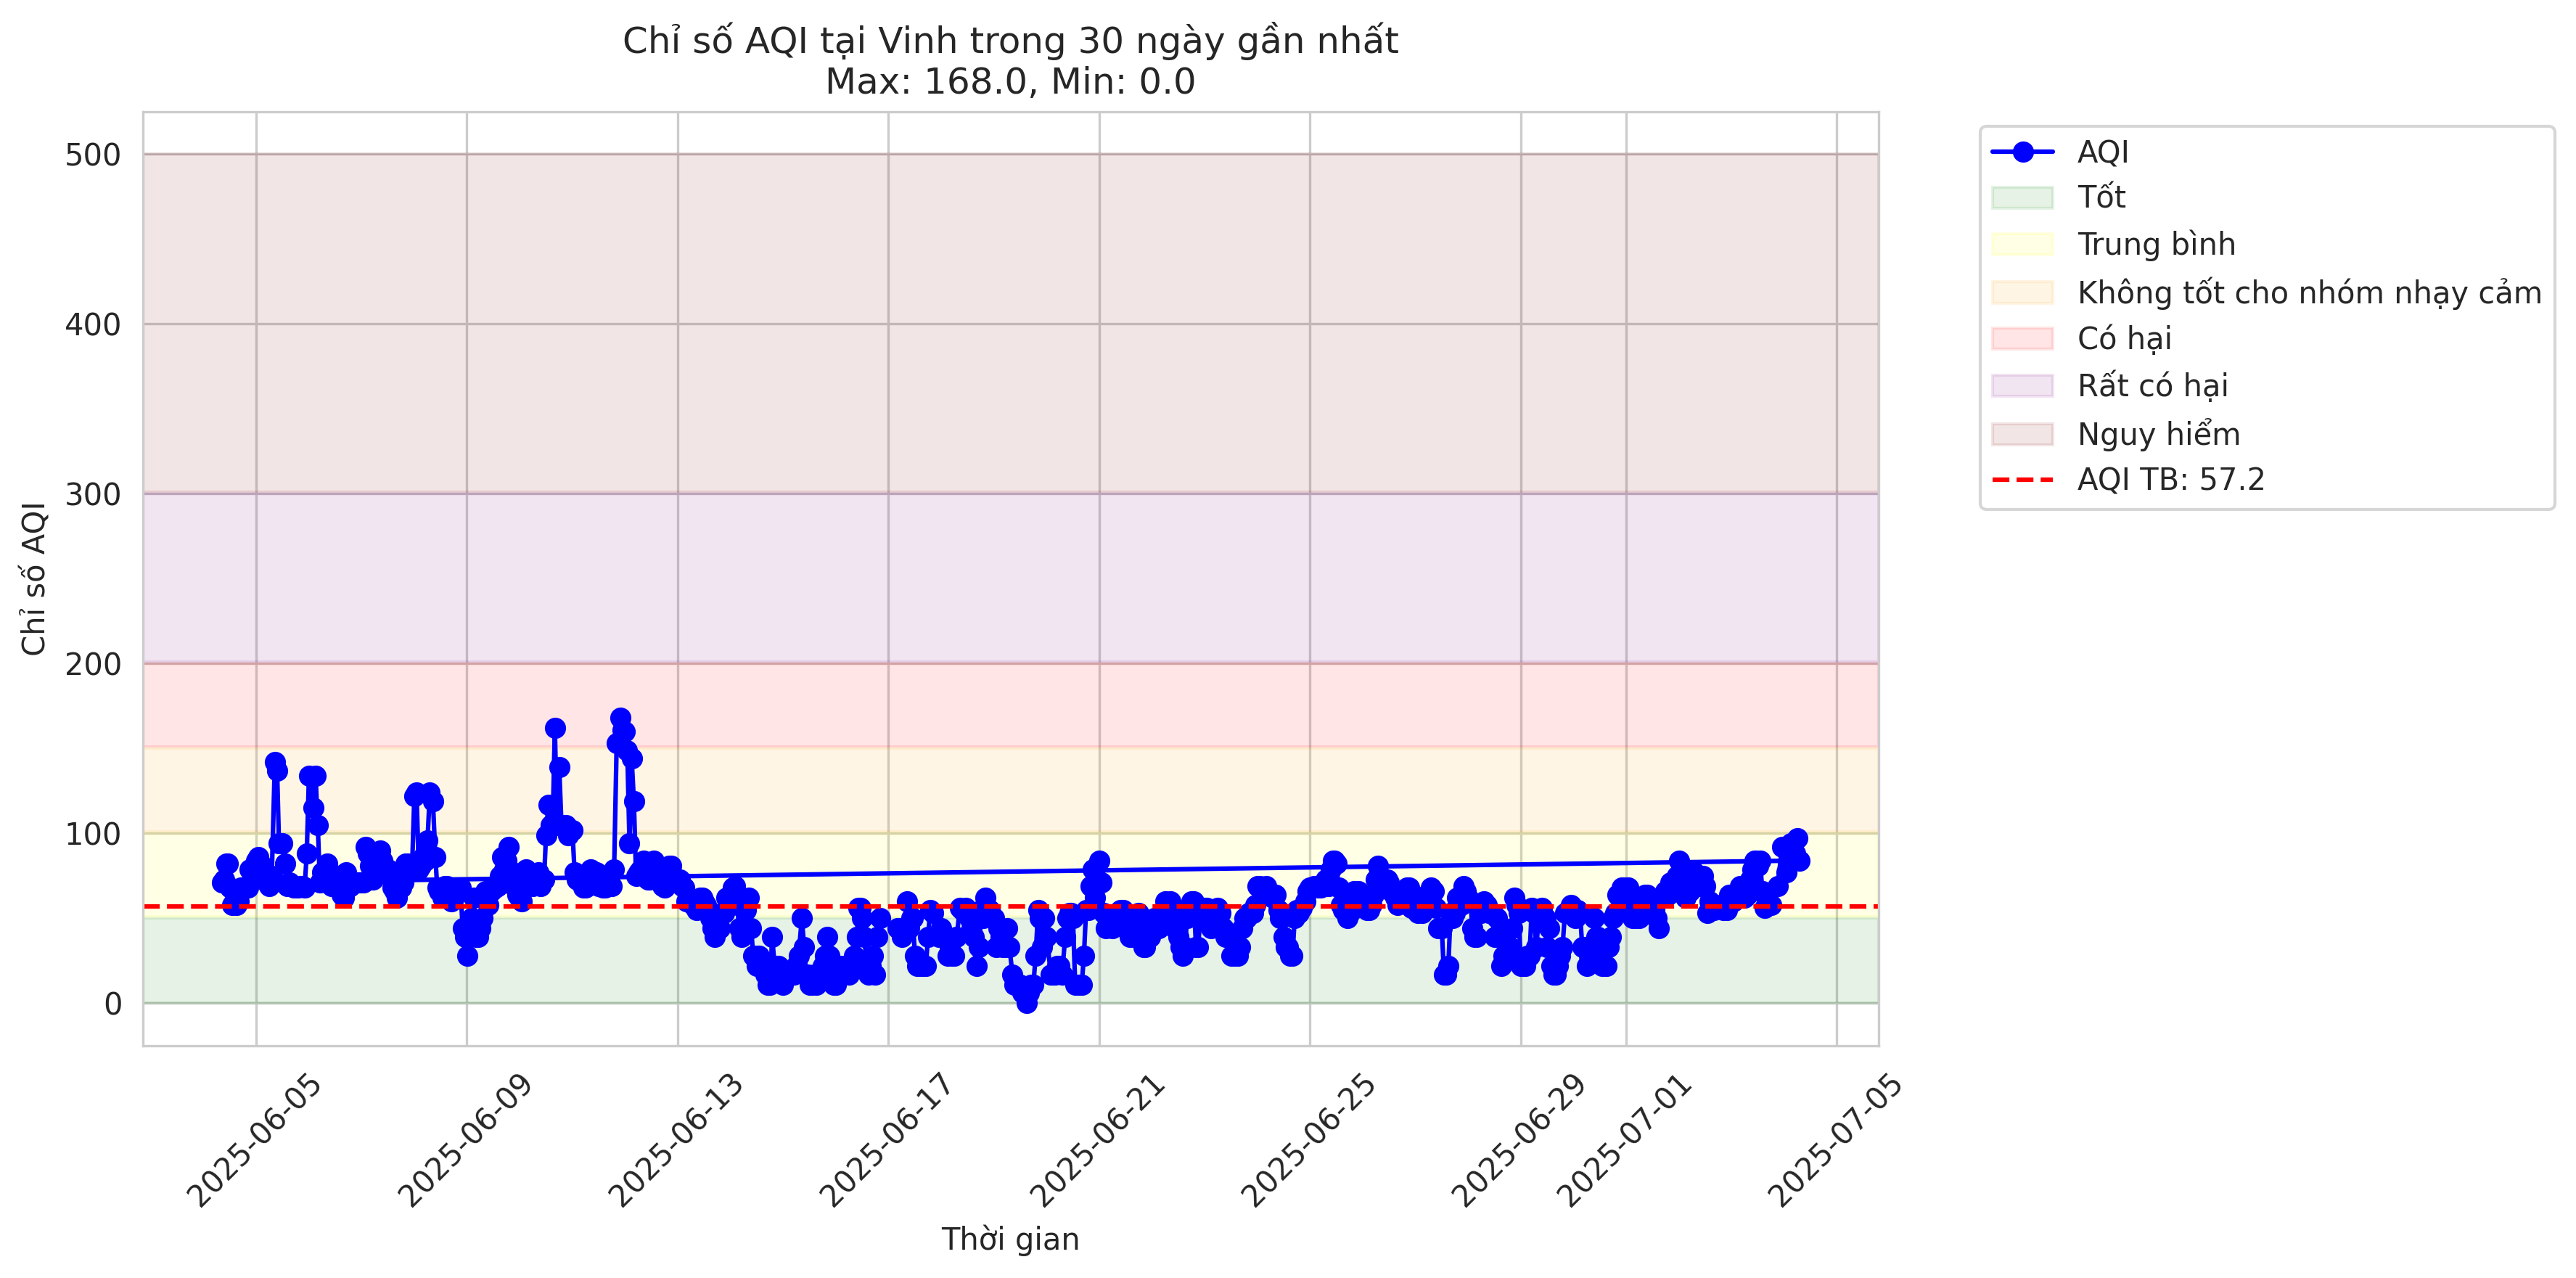 Chỉ số AQI tại Vinh trong 30 ngày gần nhất
Max: 168.0, Min: 0.0
Chỉ số AQI
500
400
300
200
100
0
2025-06-05
2025-06-09
2025-06-13
2025-06-17
2025-06-21
2025-06-25
2025-06-29
2025-07-01
2025-07-05
Thời gian
AQI
Tốt
Trung bình
Không tốt cho nhóm nhạy cảm
Có hại
Rất có hại
Nguy hiểm
AQI TB: 57.2